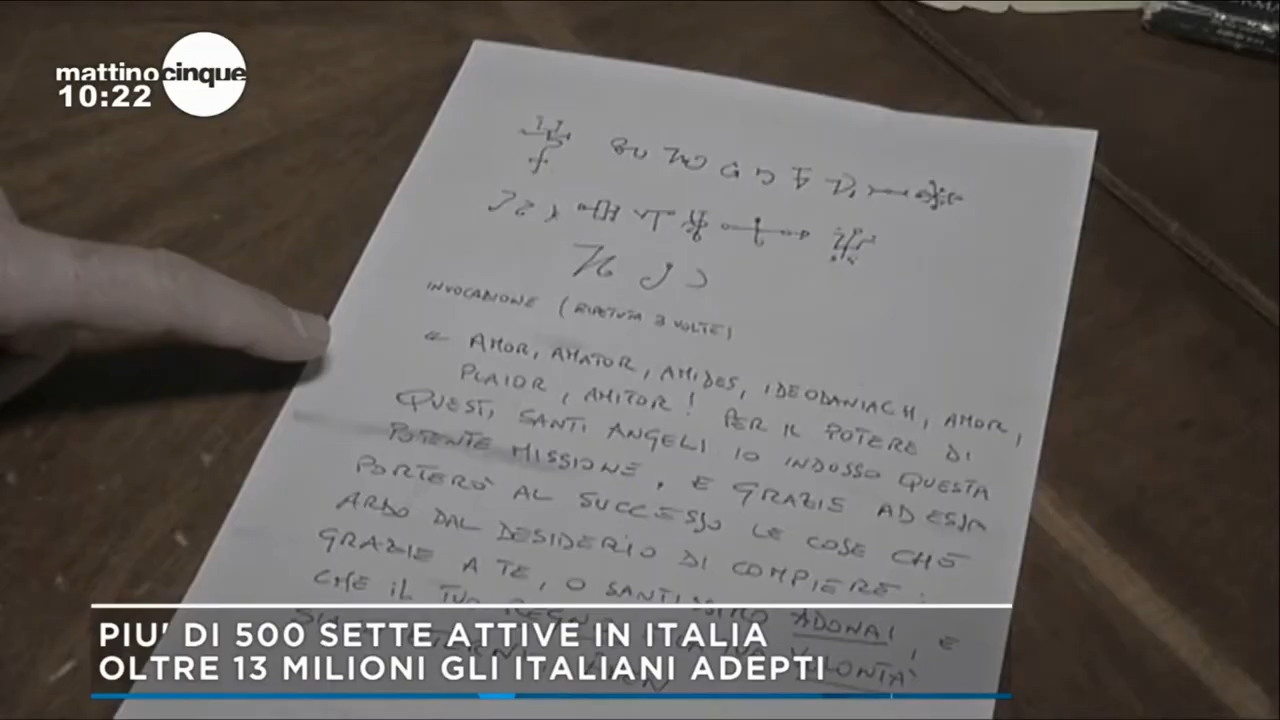 mattinocinque
10:22
INVOCAZIONE (RIPETUTA 3 VOLTE)
" AMOR, AMATOR, AMIDES, IDEODANIACH, AMOR,
PLAIOR, AMITOR! PER IL POTERE DI
QUESTI SANTI ANGELI IO INDOSSO QUESTA
POTENTE MISSIONE, E GRAZIE AD ESSA
PORTERÒ AL SUCCESSO LE COSE CHE
ARDO DAL DESIDERIO DI COMPIERE:
GRAZIE A TE, O SANTISSIMO ADONAI, E
CHE IL TUO REGNO VOLONTÀ
PIU' DI 500 SETTE ATTIVE IN ITALIA
OLTRE 13 MILIONI GLI ITALIANI ADEPTI